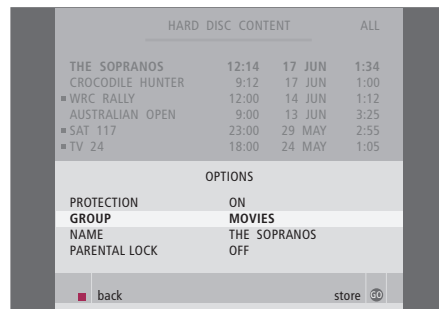 HARD DISC CONTENT ALL
THE SOPRANOS 12:14 17 JUN 1:34
CROCODILE HUNTER 9:12 17 JUN 1:00
WRC RALLY 12:00 14 JUN 1:12
AUSTRALIAN OPEN 9:00 13 JUN 3:25
SAT 117 23:00 29 MAY 2:55
TV 24 18:00 24 MAY 1:05
OPTIONS
PROTECTION ON
GROUP MOVIES
NAME THE SOPRANOS
PARENTAL LOCK OFF
back store GO